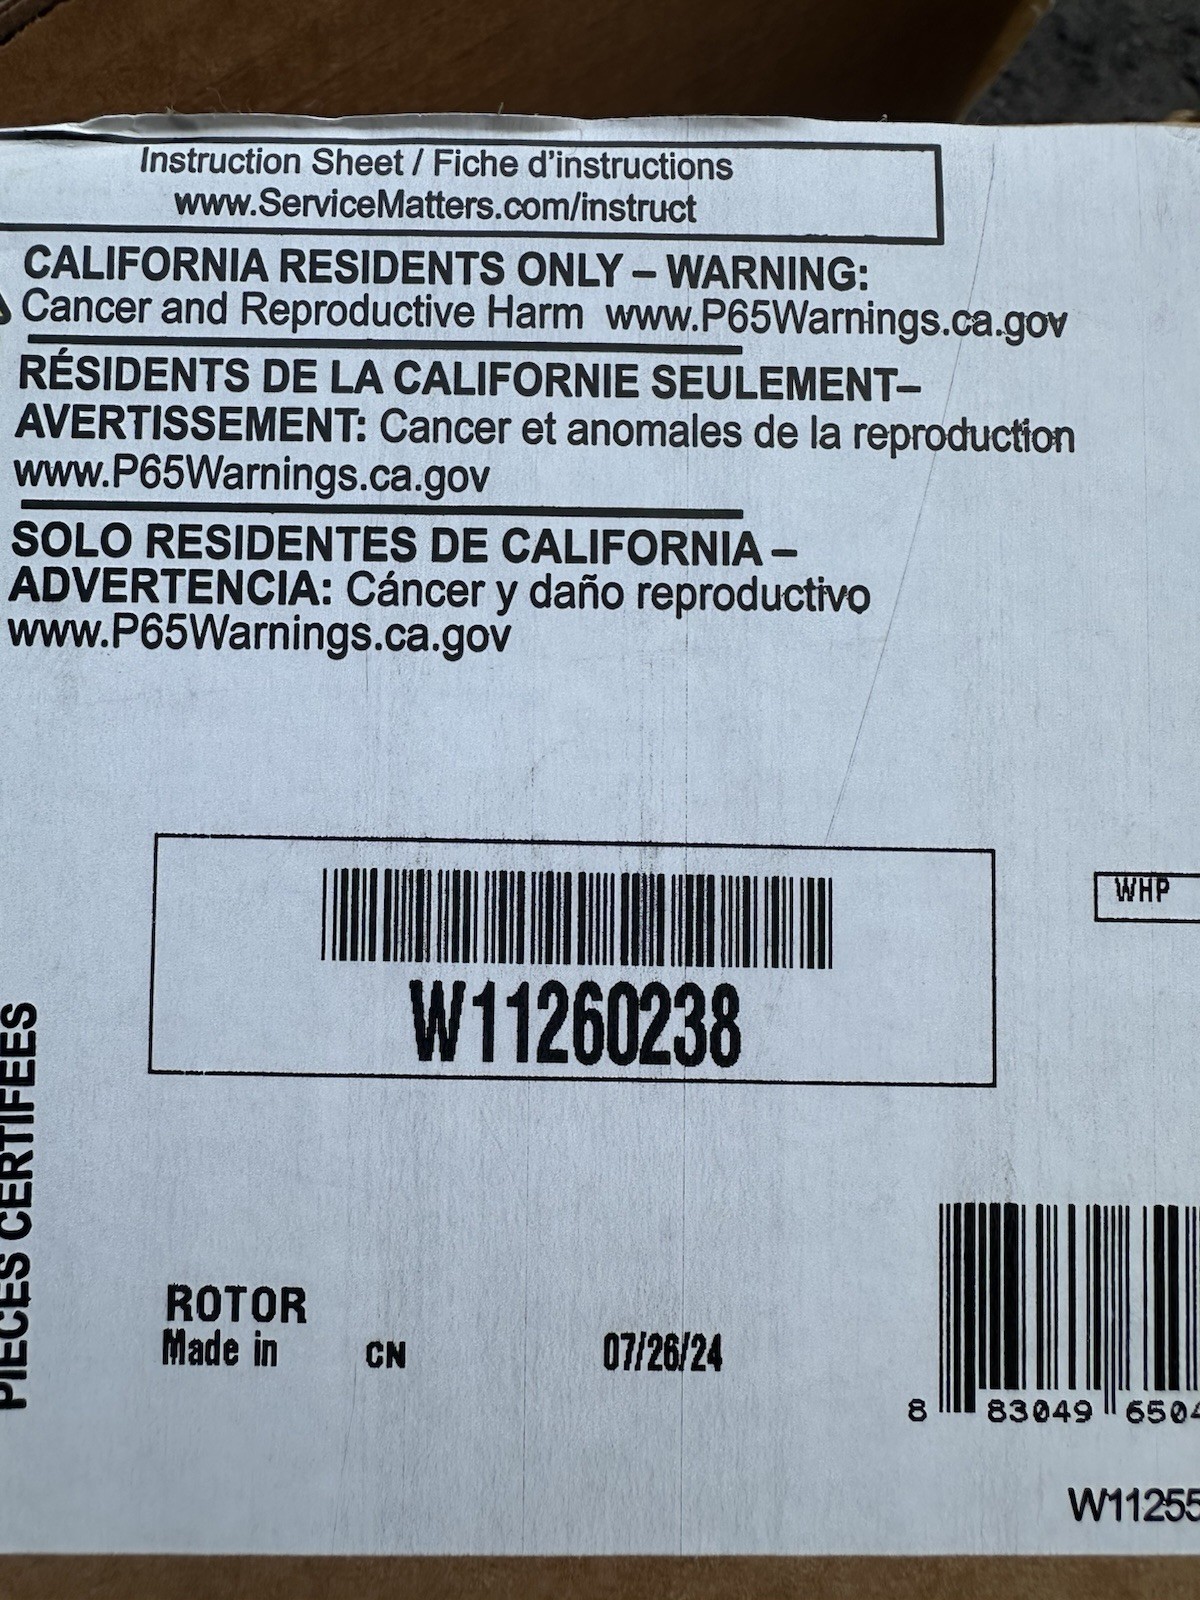 Instruction Sheet / Fiche d'instructions
www.ServiceMatters.com/instruct
CALIFORNIA RESIDENTS ONLY – WARNING:
Cancer and Reproductive Harm www.P65Warnings.ca.gov
RÉSIDENTS DE LA CALIFORNIE SEULEMENT–
AVERTISSEMENT: Cancer et anomales de la reproduction
www.P65Warnings.ca.gov
SOLO RESIDENTES DE CALIFORNIA –
ADVERTENCIA: Cáncer y daño reproductivo
www.P65Warnings.ca.gov
WHP
W11260238
PIECES CERTIFEES
ROTOR
Made in CN 07/26/24
8 83049 6504
W11255